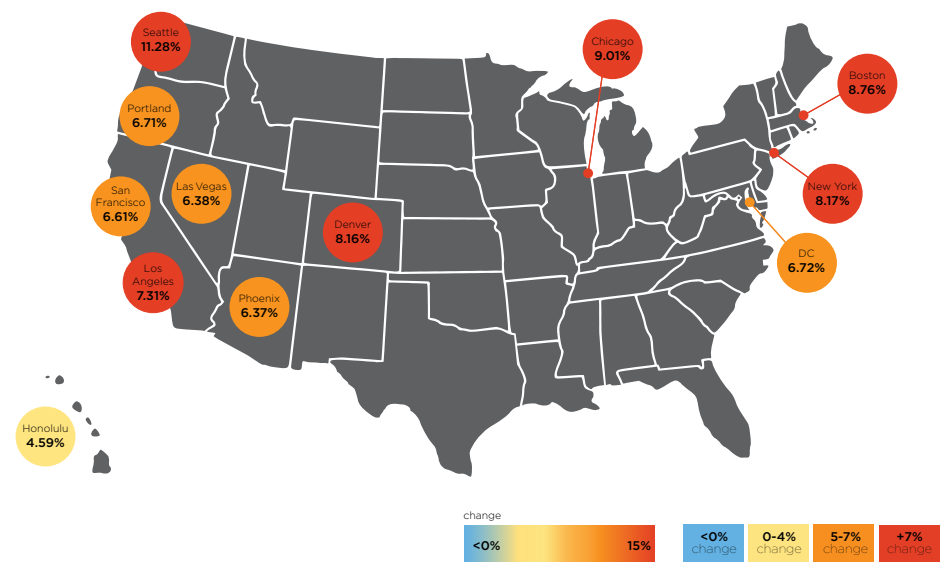 Seattle
11.28%
Chicago
9.01%
Boston
8.76%
Portland
6.71%
Las Vegas
6.38%
San
Francisco
6.61%
New York
8.17%
Denver
8.16%
DC
6.72%
Los
Angeles
7.31%
Phoenix
6.37%
Honolulu
4.59%
change
<0%
15%
<0%
change
0-4%
change
5-7%
change
+7%
change